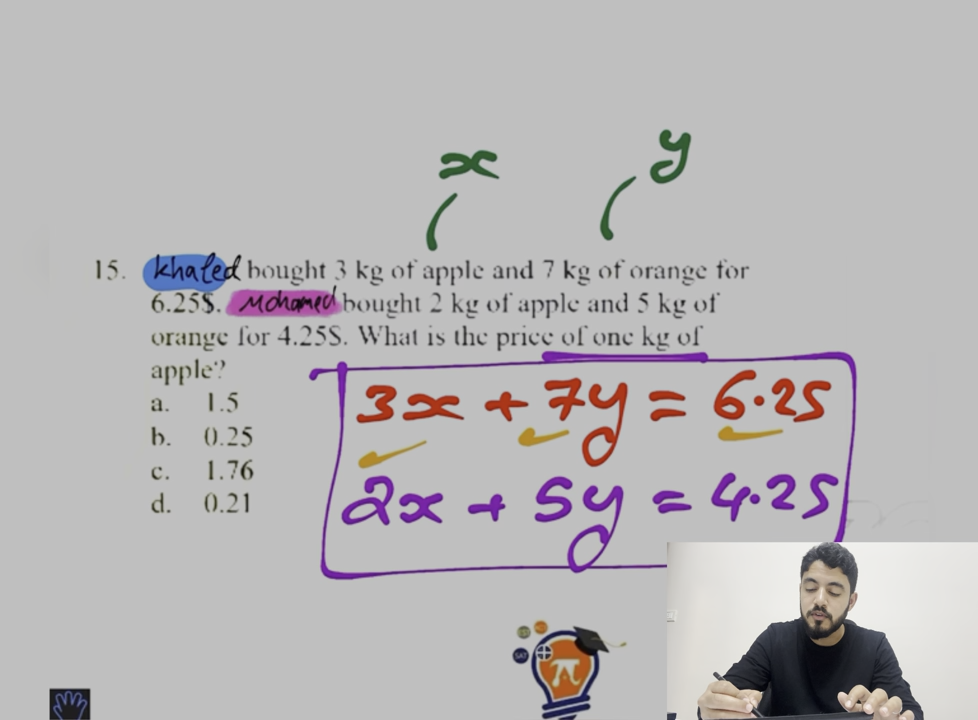 x y
15. Khaled bought 3 kg of apple and 7 kg of orange for
6.25$. Mohamed bought 2 kg of apple and 5 kg of
orange for 4.25$. What is the price of one kg of
apple?
a. 1.5
b. 0.25
c. 1.76
d. 0.21
3x + 7y = 6.25
2x + 5y = 4.25
SAT
π